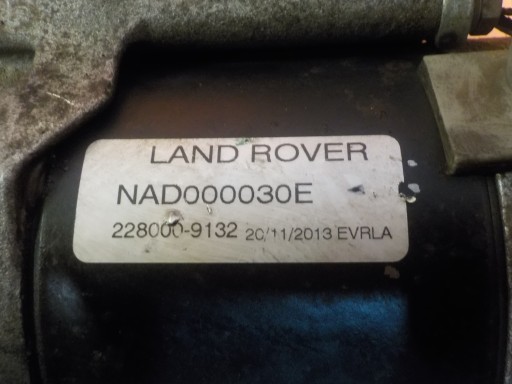 LAND ROVER
NAD000030E
228000-9132 20/11/2013 EVRLA